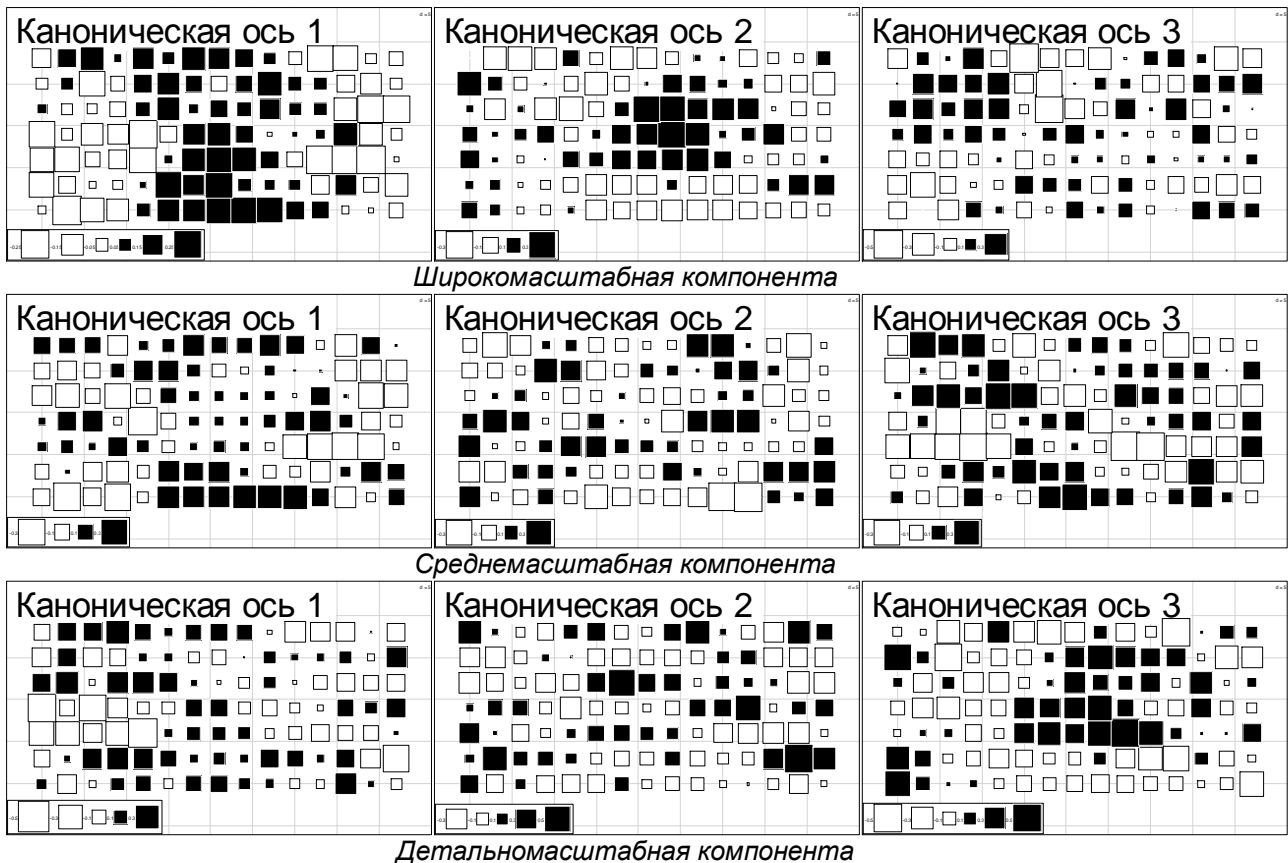 Каноническая ось 1
Каноническая ось 2
Каноническая ось 3
Широкомасштабная компонента
Каноническая ось 1
Каноническая ось 2
Каноническая ось 3
Среднемасштабная компонента
Каноническая ось 1
Каноническая ось 2
Каноническая ось 3
Детальномасштабная компонента